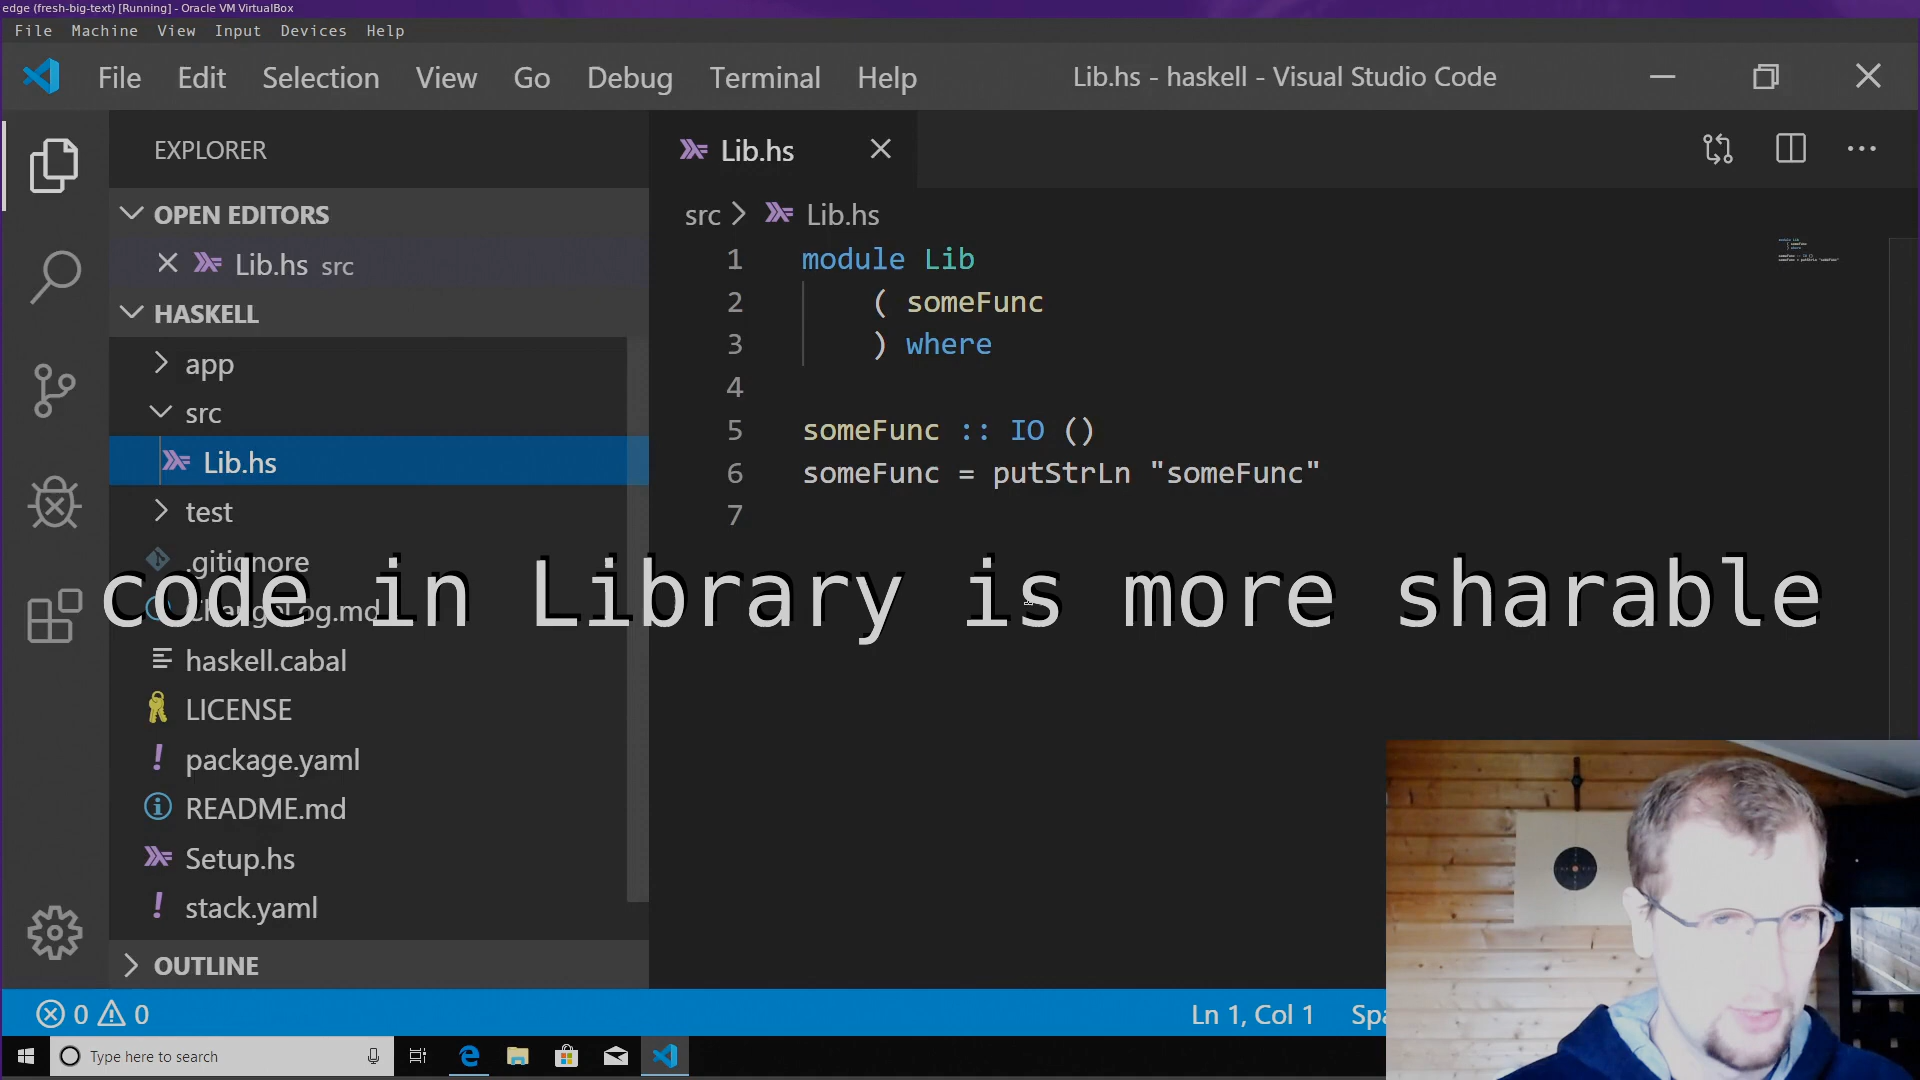 edge (fresh-big-text) [Running] - Oracle VM VirtualBox
File Machine View Input Devices Help
File Edit Selection View Go Debug Terminal Help Lib.hs - haskell - Visual Studio Code
EXPLORER
Lib.hs
OPEN EDITORS
Lib.hs src
HASKELL
app
src
Lib.hs
test
.gitignore
ChangeLog.md
haskell.cabal
LICENSE
package.yaml
README.md
Setup.hs
stack.yaml
OUTLINE
src > Lib.hs
1 module Lib
2 ( someFunc
3 ) where
4
5 someFunc :: IO ()
6 someFunc = putStrLn "someFunc"
7
code in Library is more sharable
0 0
Ln 1, Col 1
Type here to search